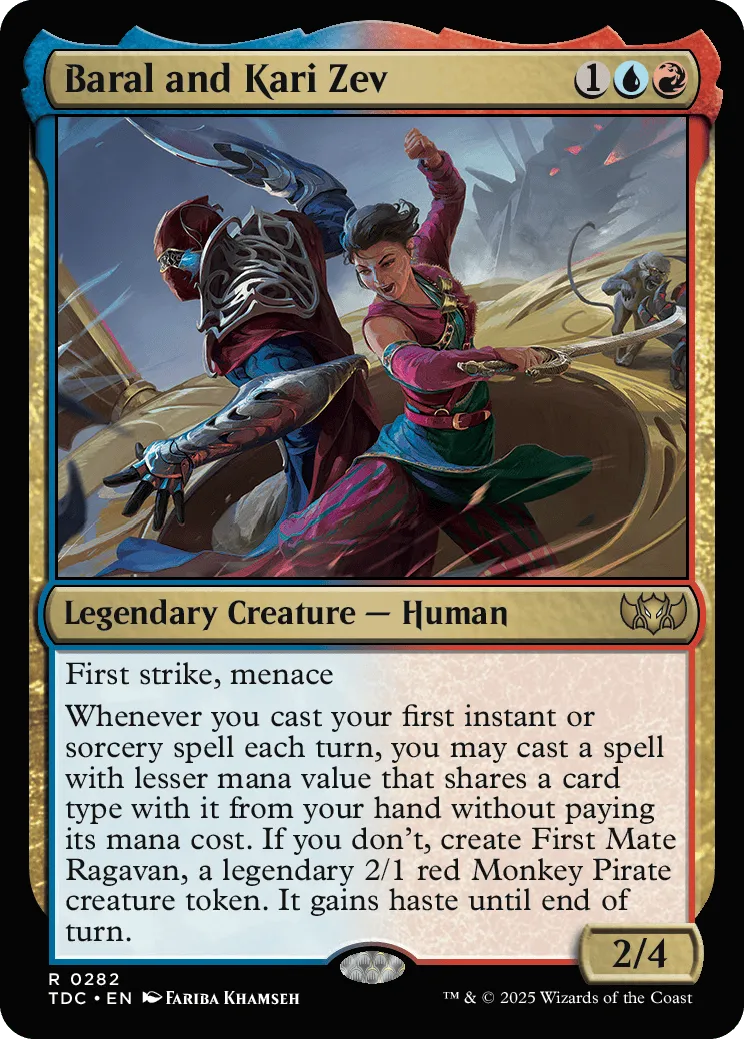 Baral and Kari Zev 1
Legendary Creature — Human
First strike, menace
Whenever you cast your first instant or
sorcery spell each turn, you may cast a spell
with lesser mana value that shares a card
type with it from your hand without paying
its mana cost. If you don't, create First Mate
Ragavan, a legendary 2/1 red Monkey Pirate
creature token. It gains haste until end of
turn.
2/4
R 0282
TDC • EN Fariba Khamseh
™ & © 2025 Wizards of the Coast